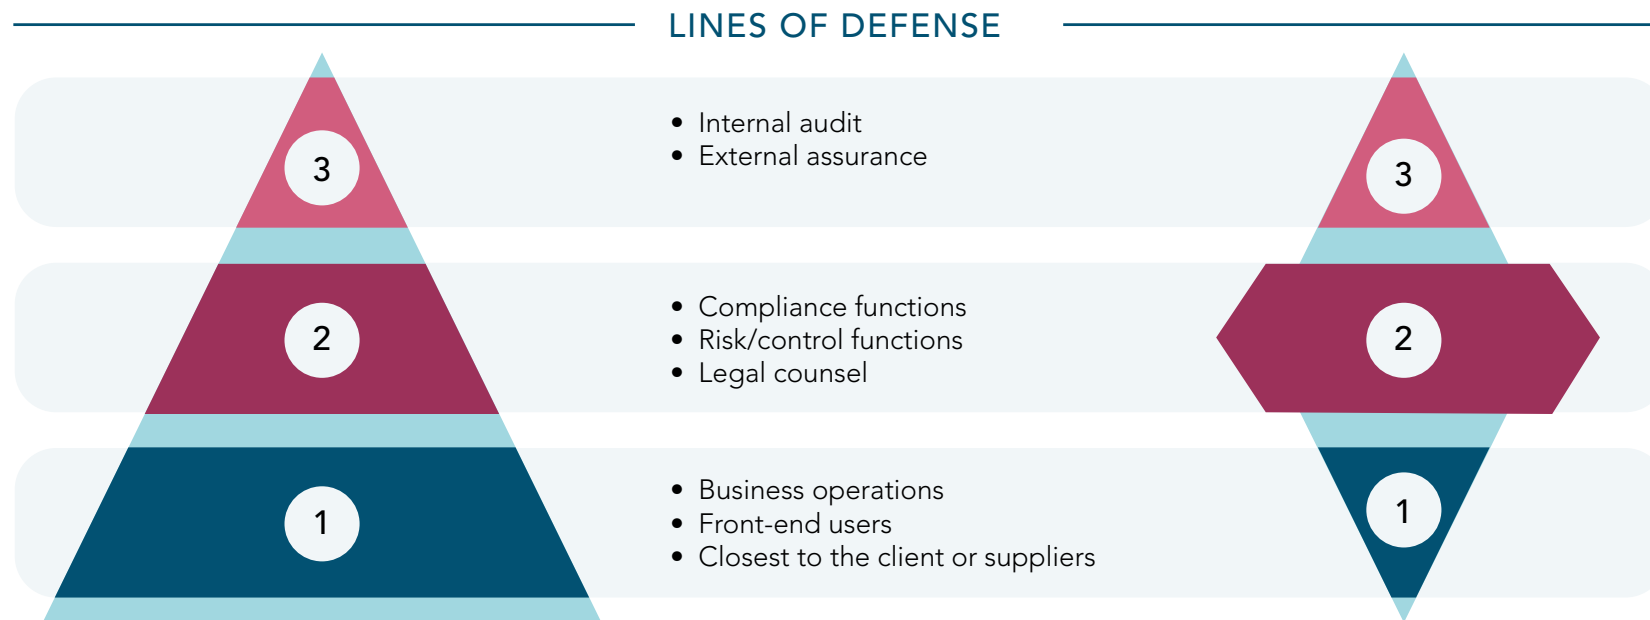 LINES OF DEFENSE
3
• Internal audit
• External assurance
3
2
• Compliance functions
• Risk/control functions
• Legal counsel
2
1
• Business operations
• Front-end users
• Closest to the client or suppliers
1